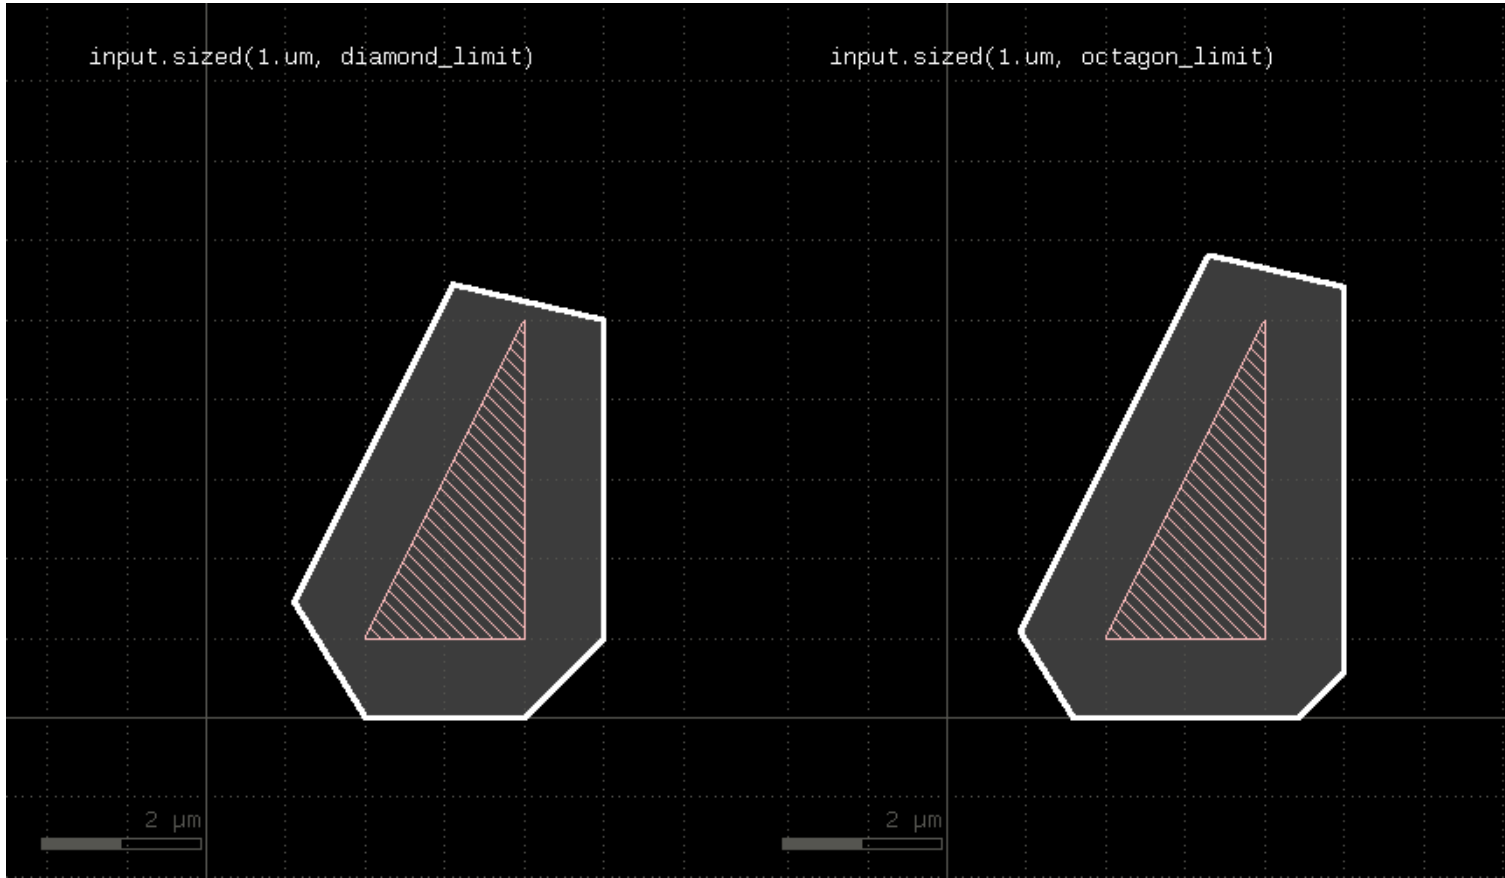 input.sized(1.um, diamond_limit)
input.sized(1.um, octagon_limit)
2 µm
2 µm